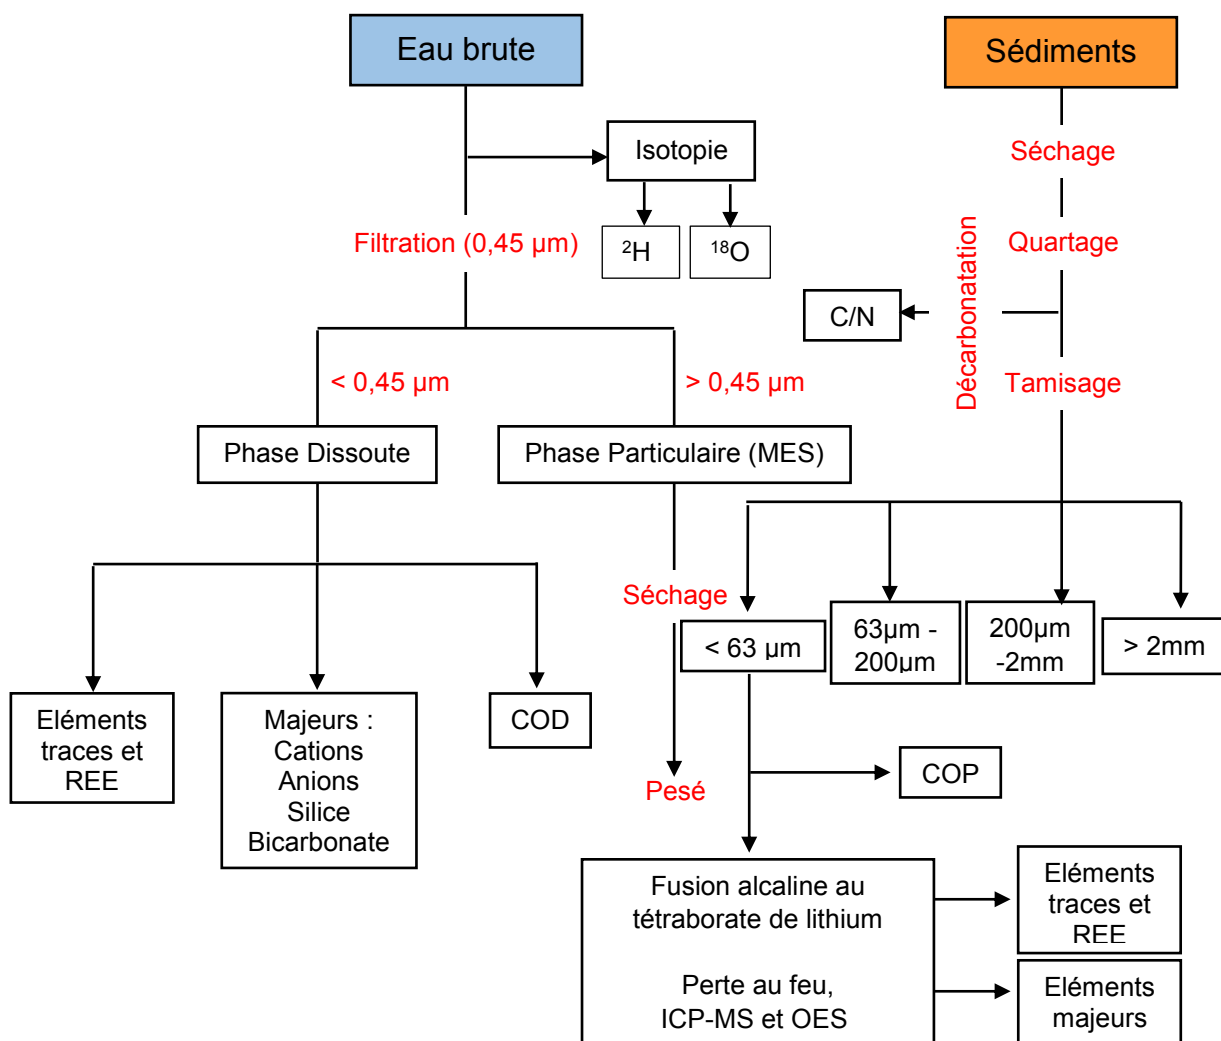 Eau brute
Sédiments
Isotopie
Séchage
Filtration (0,45 µm)
²H
¹⁸O
Quartage
Décarbonatation
C/N
< 0,45 µm
> 0,45 µm
Tamisage
Phase Dissoute
Phase Particulaire (MES)
Séchage
< 63 µm
63µm -
200µm
200µm
-2mm
> 2mm
Eléments
traces et
REE
Majeurs :
Cations
Anions
Silice
Bicarbonate
COD
Pesé
COP
Fusion alcaline au
tétraborate de lithium
Perte au feu,
ICP-MS et OES
Eléments
traces et
REE
Eléments
majeurs